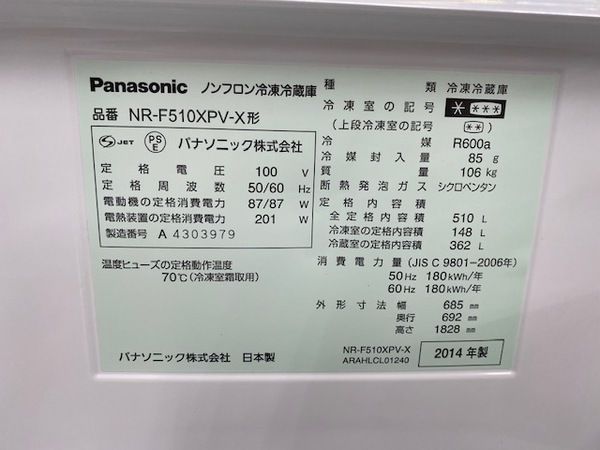 Panasonic ノンフロン冷凍冷蔵庫
品番 NR-F510XPV-X形
S JET PS E パナソニック株式会社
定格電圧 100 V
定格周波数 50/60 Hz
電動機の定格消費電力 87/87 W
電熱装置の定格消費電力 201 W
製造番号 A 4303979
温度ヒューズの定格動作温度
70℃(冷凍室霜取用)
パナソニック株式会社 日本製
種類 冷凍冷蔵庫
冷凍室の記号 * ***
(上段冷凍室の記号 **)
冷媒 R600a
冷媒封入量 85 g
質量 106 kg
断熱発泡ガス シクロペンタン
定格内容積
全定格内容積 510 L
冷凍室の定格内容積 148 L
冷蔵室の定格内容積 362 L
消費電力量 (JIS C 9801-2006年)
50Hz 180kWh/年
60Hz 180kWh/年
外形寸法 幅 685 mm
奥行 692 mm
高さ 1828 mm
NR-F510XPV-X
ARAHLCL01240
2014年製